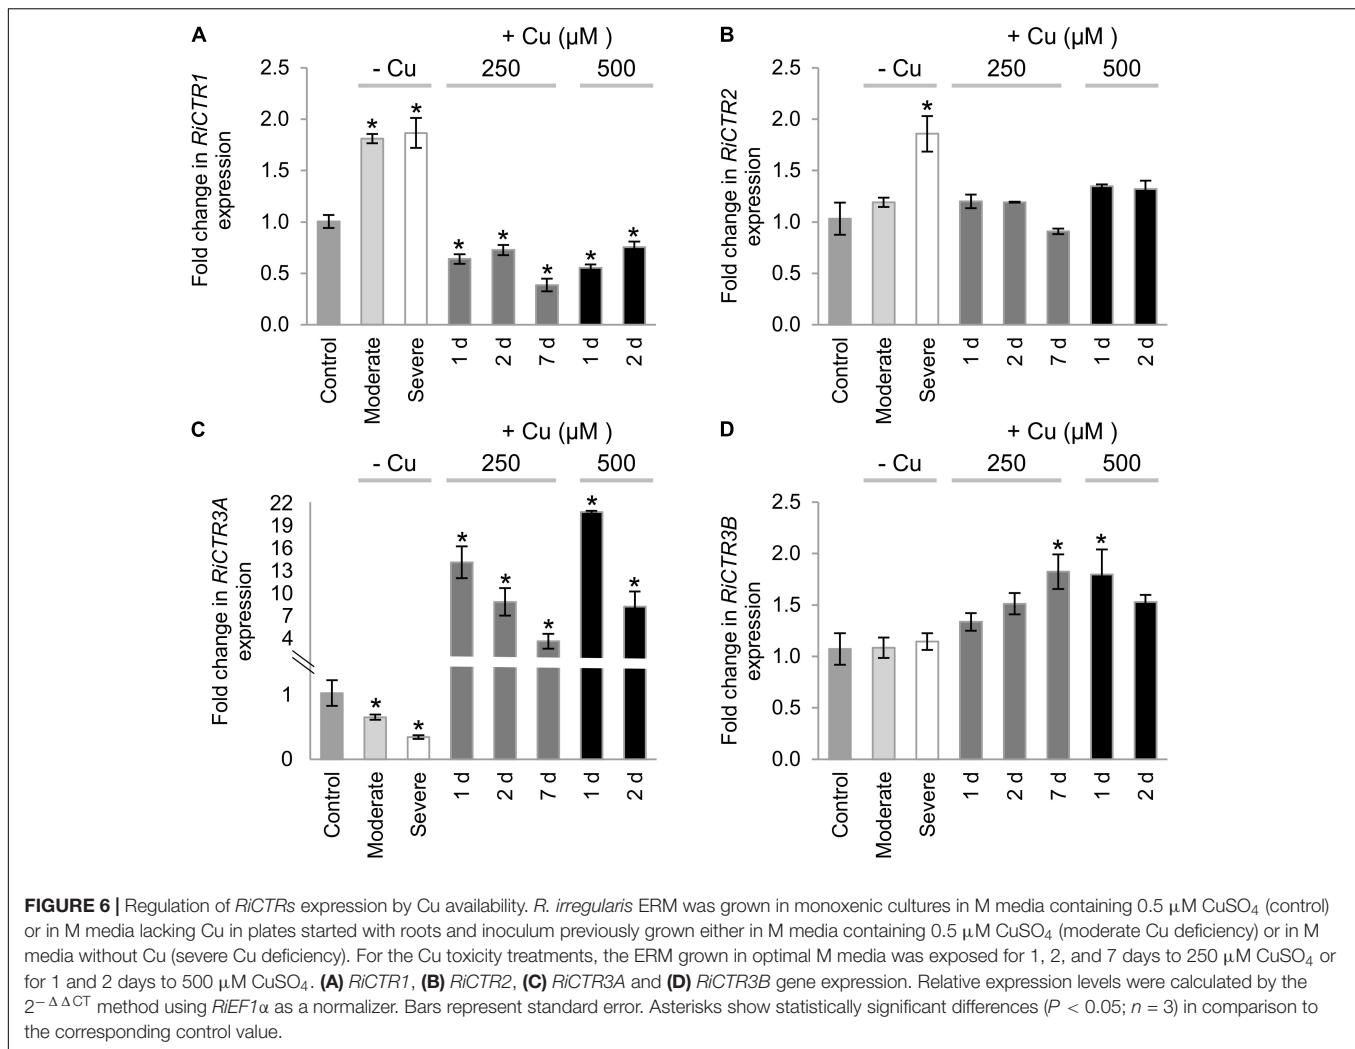 A
+ Cu (µM )
- Cu
250
500
Fold change in RiCTR1
expression
2.5
2.0
1.5
1.0
0.5
0.0
*
*
*
*
*
*
*
Control
Moderate
Severe
1 d
2 d
7 d
1 d
2 d
B
+ Cu (µM )
- Cu
250
500
Fold change in RiCTR2
expression
2.5
2.0
1.5
1.0
0.5
0.0
*
Control
Moderate
Severe
1 d
2 d
7 d
1 d
2 d
C
+ Cu (µM )
- Cu
250
500
Fold change in RiCTR3A
expression
22
19
16
13
10
7
4
1
0
*
*
*
*
*
*
*
Control
Moderate
Severe
1 d
2 d
7 d
1 d
2 d
D
+ Cu (µM )
- Cu
250
500
Fold change in RiCTR3B
expression
2.5
2.0
1.5
1.0
0.5
0.0
*
*
Control
Moderate
Severe
1 d
2 d
7 d
1 d
2 d
FIGURE 6 | Regulation of RiCTRs expression by Cu availability. R. irregularis ERM was grown in monoxenic cultures in M media containing 0.5 µM CuSO₄ (control)
or in M media lacking Cu in plates started with roots and inoculum previously grown either in M media containing 0.5 µM CuSO₄ (moderate Cu deficiency) or in M
media without Cu (severe Cu deficiency). For the Cu toxicity treatments, the ERM grown in optimal M media was exposed for 1, 2, and 7 days to 250 µM CuSO₄ or
for 1 and 2 days to 500 µM CuSO₄. (A) RiCTR1, (B) RiCTR2, (C) RiCTR3A and (D) RiCTR3B gene expression. Relative expression levels were calculated by the
2^−ΔΔCT method using RiEF1α as a normalizer. Bars represent standard error. Asterisks show statistically significant differences (P < 0.05; n = 3) in comparison to
the corresponding control value.